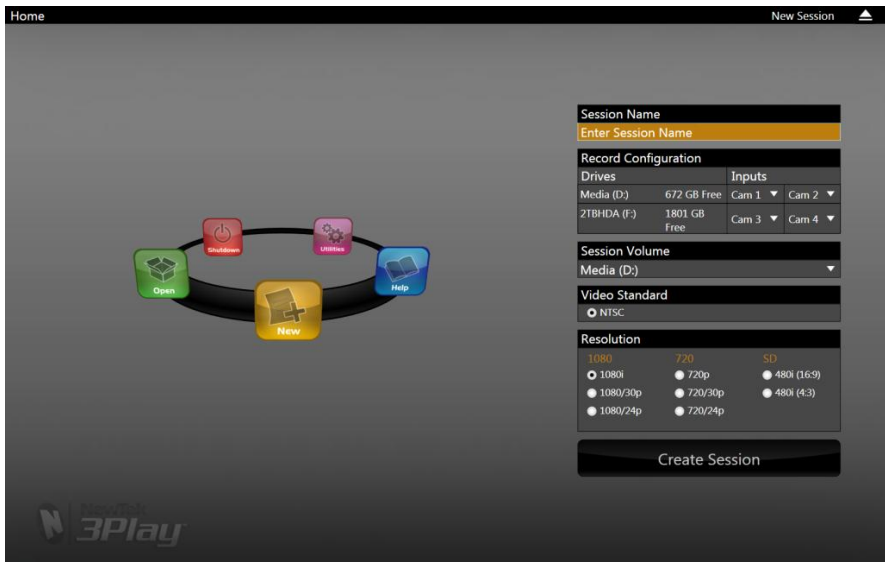 Home
New Session
Shutdown
Utilities
Open
Help
New
Session Name
Enter Session Name
Record Configuration
Drives Inputs
Media (D:) 672 GB Free Cam 1 Cam 2
2TBHDA (F:) 1801 GB Free Cam 3 Cam 4
Session Volume
Media (D:)
Video Standard
NTSC
Resolution
1080 720 SD
1080i 720p 480i (16:9)
1080/30p 720/30p 480i (4:3)
1080/24p 720/24p
Create Session
NewTek
N 3Play